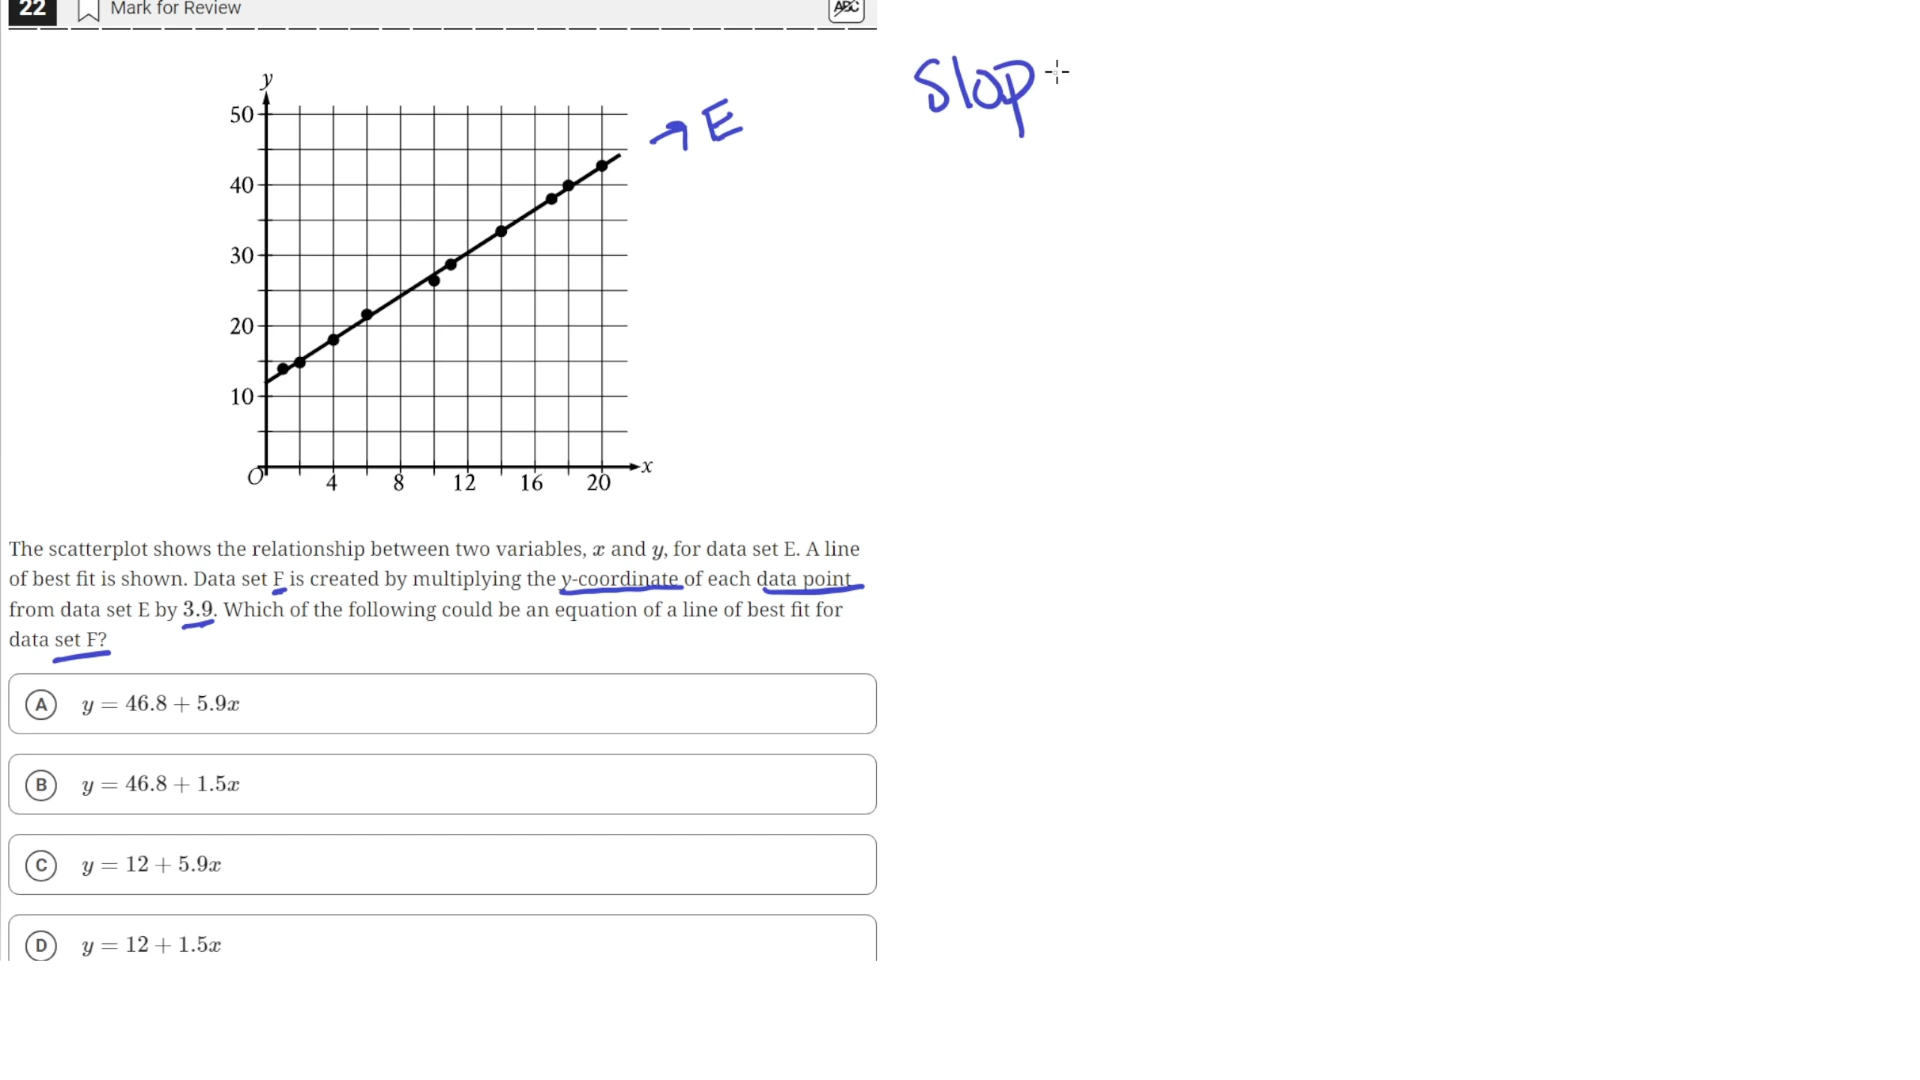 22 Mark for Review ABC
Slop
y
50
E
40
30
20
10
O 4 8 12 16 20 x
The scatterplot shows the relationship between two variables, x and y, for data set E. A line
of best fit is shown. Data set F is created by multiplying the y-coordinate of each data point
from data set E by 3.9. Which of the following could be an equation of a line of best fit for
data set F?
A y = 46.8 + 5.9x
B y = 46.8 + 1.5x
C y = 12 + 5.9x
D y = 12 + 1.5x